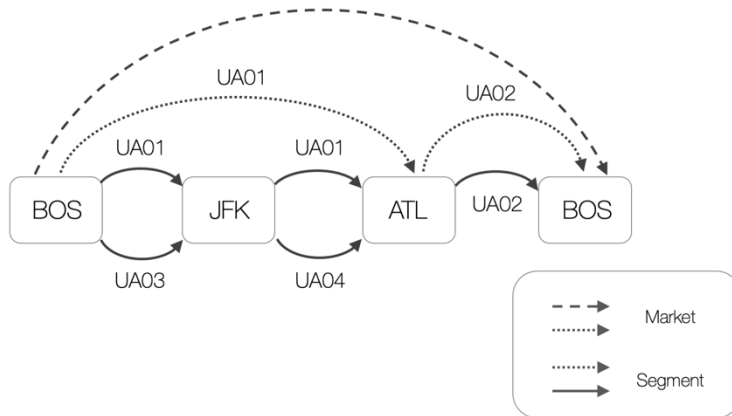 UA01
UA02
UA01
UA01
BOS
JFK
ATL
UA02
BOS
UA03
UA04
Market
Segment